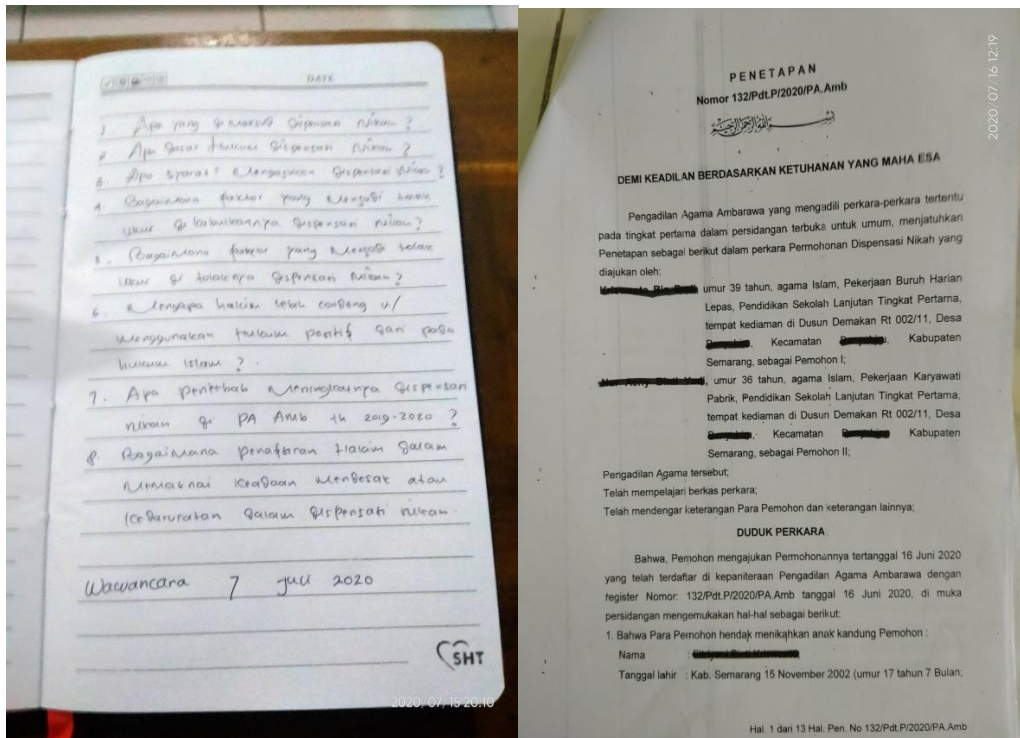 DATE
1. Apa yang di maksud dispensasi nikah ?
2. Apa dasar hukum dispensasi nikah ?
3. Apa syarat² mengajukan dispensasi nikah ?
4. Bagaimana faktor yang menjadi tolak
ukur di kabulkannya dispensasi nikah ?
5. Bagaimana faktor yang menjadi tolak
ukur di tolaknya dispensasi nikah ?
6. Mengapa hakim lebih condong u/
menggunakan hukum positif dari pada
hukum islam ?
7. Apa penyebab meningkatnya dispensasi
nikah di PA Amb th 2019-2020 ?
8. Bagaimana penafsiran hakim dalam
memaknai keadaan mendesak atau
kedaruratan dalam dispensasi nikah.
Wawancara 7 Juli 2020
SHT
2020/07/15 20:10
PENETAPAN
Nomor 132/Pdt.P/2020/PA.Amb
بِسْمِ اللهِ الرَّحْمٰنِ الرَّحِيْمِ
2020/07/16 12:19
DEMI KEADILAN BERDASARKAN KETUHANAN YANG MAHA ESA
Pengadilan Agama Ambarawa yang mengadili perkara-perkara tertentu
pada tingkat pertama dalam persidangan terbuka untuk umum, menjatuhkan
Penetapan sebagai berikut dalam perkara Permohonan Dispensasi Nikah yang
diajukan oleh:
umur 39 tahun, agama Islam, Pekerjaan Buruh Harian
Lepas, Pendidikan Sekolah Lanjutan Tingkat Pertama,
tempat kediaman di Dusun Demakan Rt 002/11, Desa
, Kecamatan , Kabupaten
Semarang, sebagai Pemohon I;
, umur 36 tahun, agama Islam, Pekerjaan Karyawati
Pabrik, Pendidikan Sekolah Lanjutan Tingkat Pertama,
tempat kediaman di Dusun Demakan Rt 002/11, Desa
, Kecamatan Kabupaten
Semarang, sebagai Pemohon II;
Pengadilan Agama tersebut;
Telah mempelajari berkas perkara;
Telah mendengar keterangan Para Pemohon dan keterangan lainnya;
DUDUK PERKARA
Bahwa, Pemohon mengajukan Permohonannya tertanggal 16 Juni 2020
yang telah terdaftar di kepaniteraan Pengadilan Agama Ambarawa dengan
register Nomor: 132/Pdt.P/2020/PA.Amb tanggal 16 Juni 2020, di muka
persidangan mengemukakan hal-hal sebagai berikut:
1. Bahwa Para Pemohon hendak menikahkan anak kandung Pemohon :
Nama :
Tanggal lahir : Kab. Semarang 15 November 2002 (umur 17 tahun 7 Bulan;
Hal. 1 dari 13 Hal. Pen. No 132/Pdt.P/2020/PA.Amb